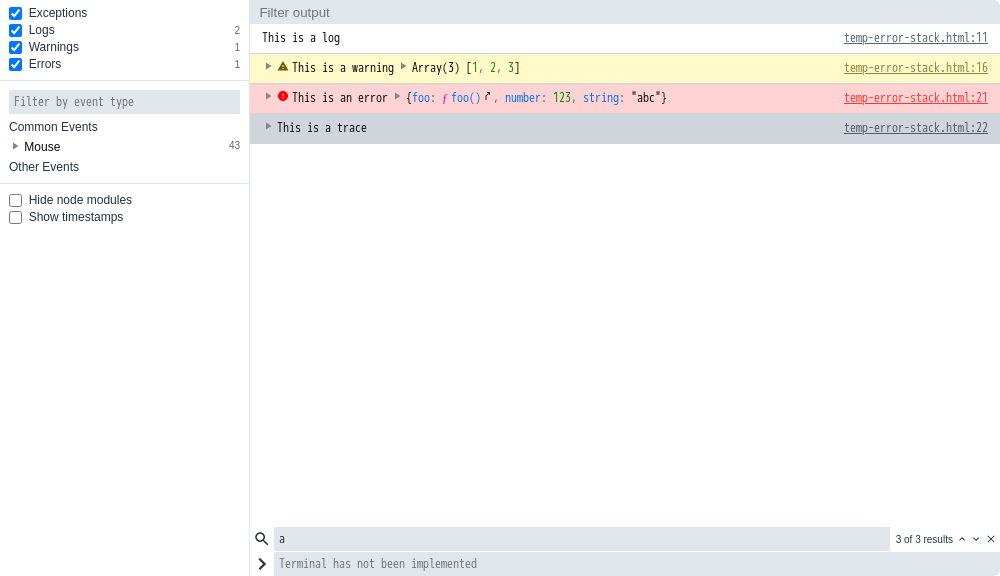 Exceptions
Logs 2
Warnings 1
Errors 1
Filter by event type
Common Events
Mouse 43
Other Events
Hide node modules
Show timestamps
Filter output
This is a log temp-error-stack.html:11
This is a warning Array(3) [1, 2, 3] temp-error-stack.html:16
This is an error {foo: ƒ foo(), number: 123, string: "abc"} temp-error-stack.html:21
This is a trace temp-error-stack.html:22
a 3 of 3 results
Terminal has not been implemented